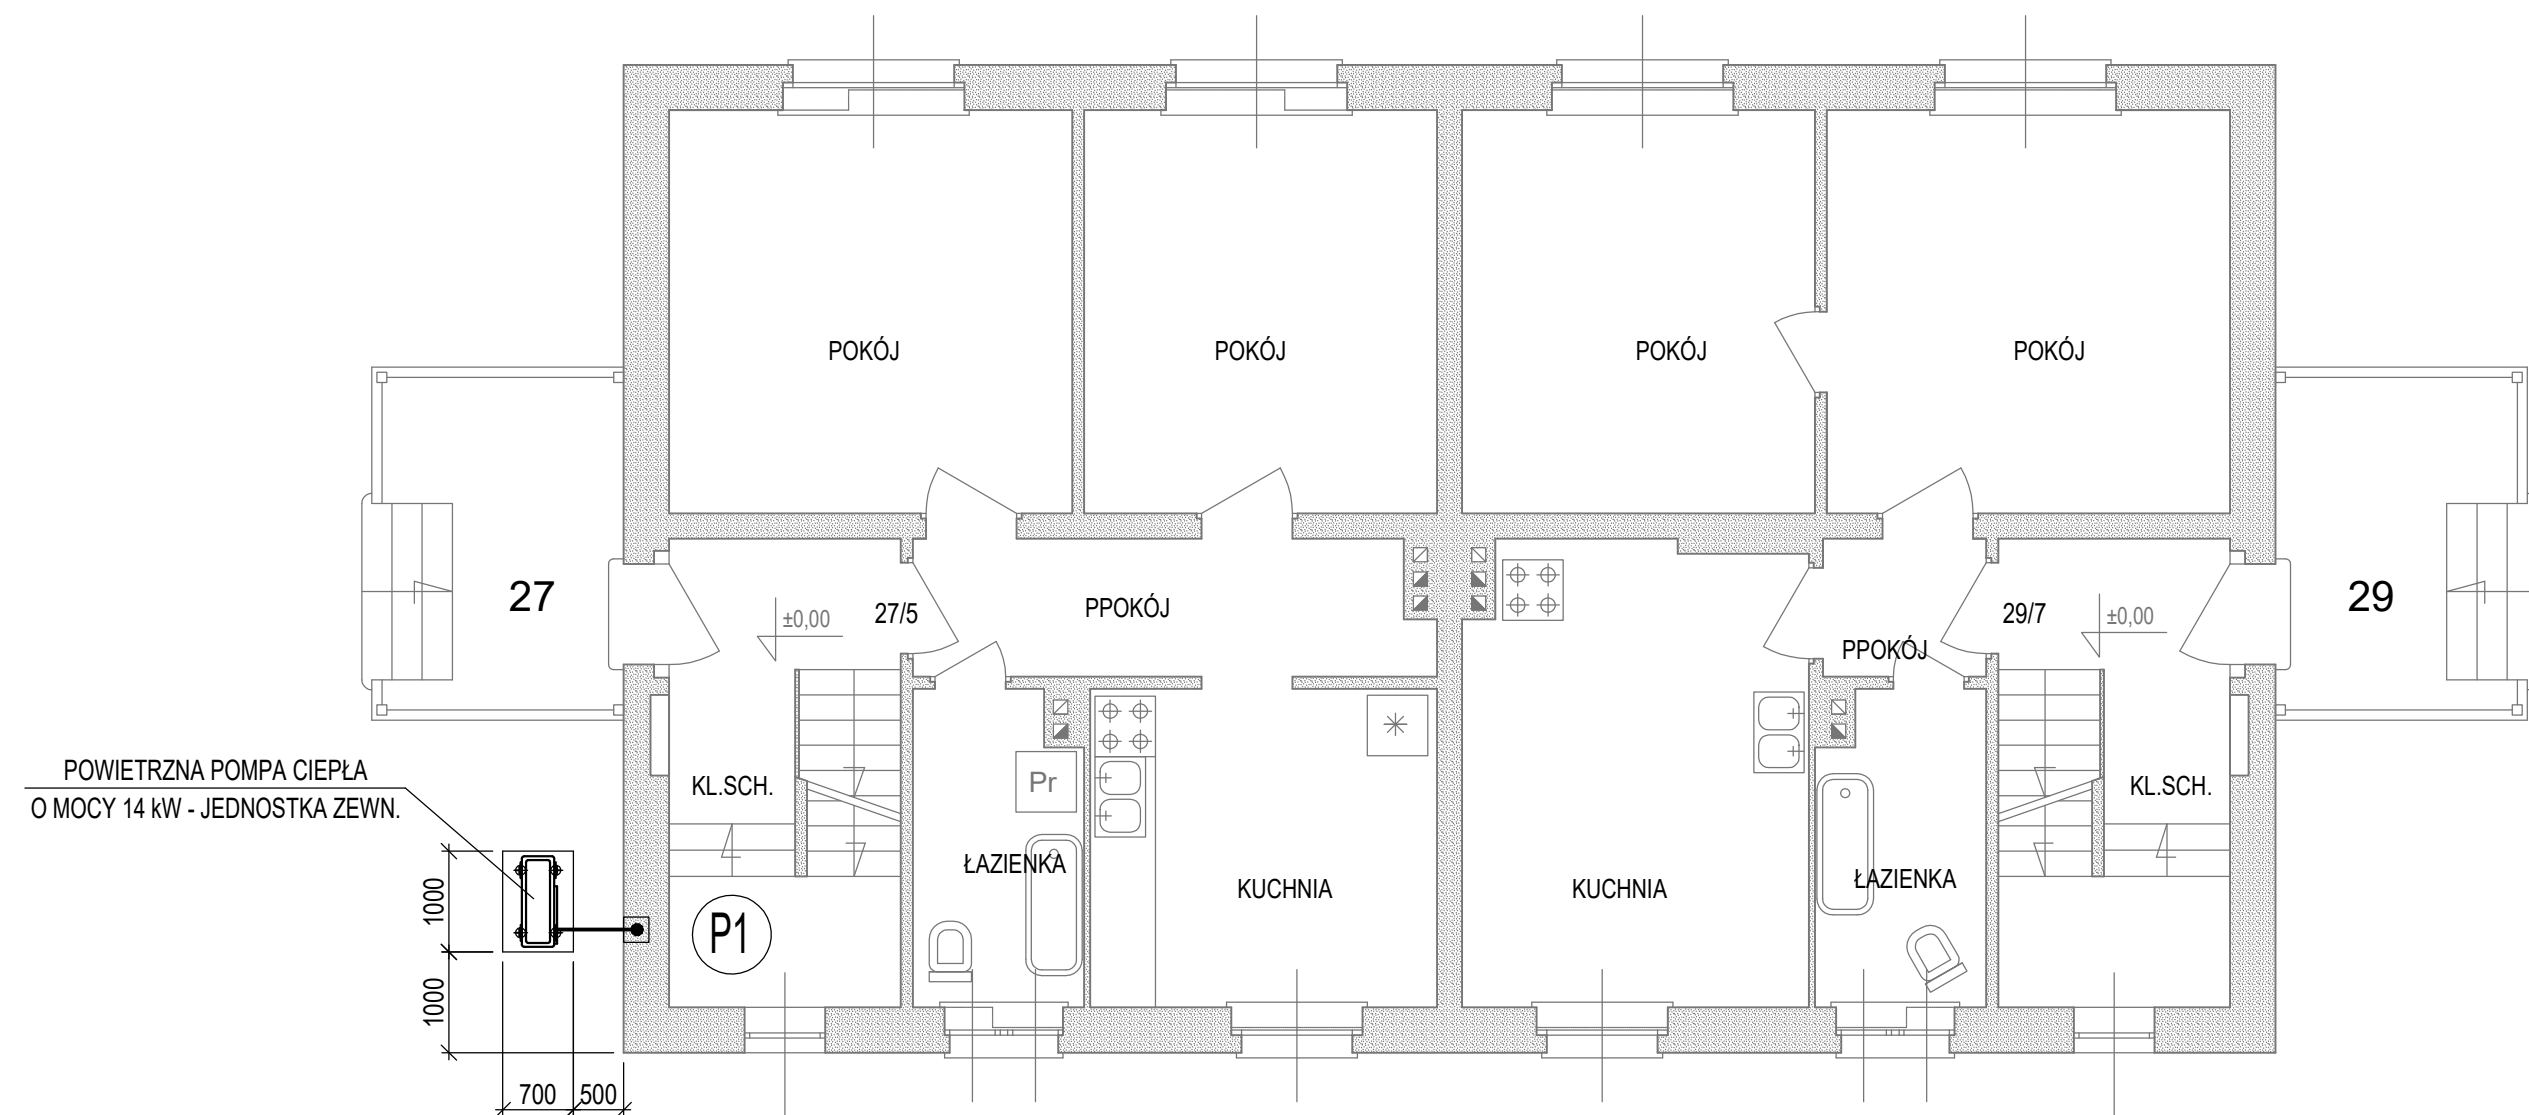 POKÓJ
POKÓJ
POKÓJ
POKÓJ
27
29
±0,00
27/5
PPOKÓJ
29/7
±0,00
PPOKÓJ
POWIETRZNA POMPA CIEPŁA
O MOCY 14 kW - JEDNOSTKA ZEWN.
KL.SCH.
Pr
KL.SCH.
ŁAZIENKA
KUCHNIA
KUCHNIA
ŁAZIENKA
1000
P1
1000
700
500